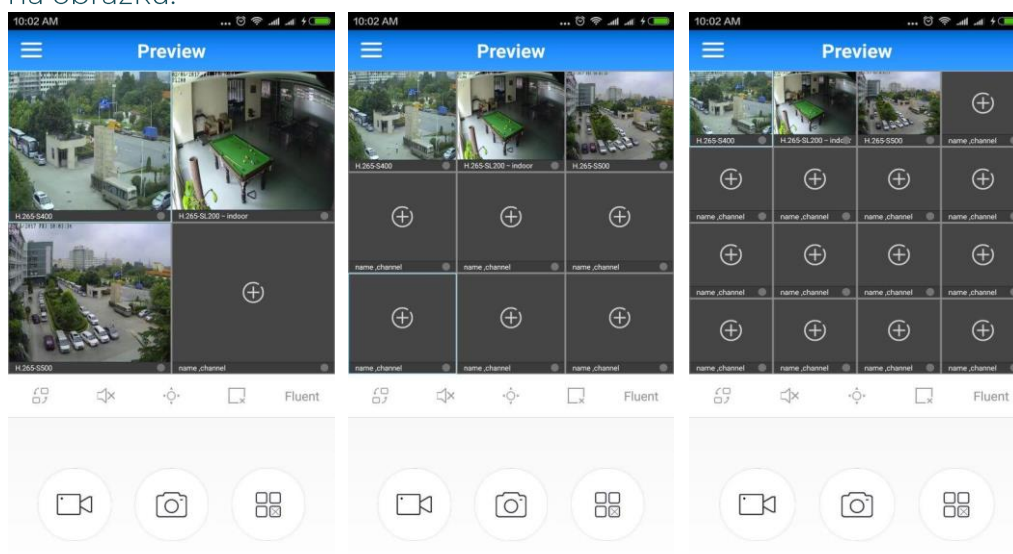 na obrázku.
10:02 AM
Preview
H.265-S400
H.265-SL200 - indoor
H.265-S500
name ,channel
Fluent
10:02 AM
Preview
H.265-S400
H.265-SL200 - indoor
H.265-S500
name ,channel
name ,channel
name ,channel
name ,channel
name ,channel
name ,channel
Fluent
10:02 AM
Preview
H.265-S400
H.265-SL200 - indoor
H.265-S500
name ,channel
name ,channel
name ,channel
name ,channel
name ,channel
name ,channel
name ,channel
name ,channel
name ,channel
name ,channel
name ,channel
name ,channel
name ,channel
Fluent